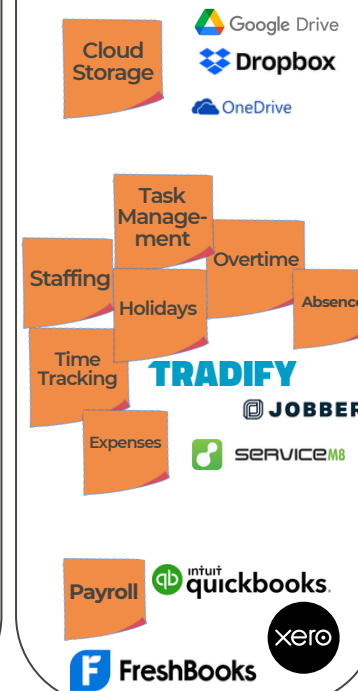 Cloud
Storage
Google Drive
Dropbox
OneDrive
Task
Manage-
ment
Overtime
Staffing
Holidays
Absence
Time
Tracking
TRADIFY
JOBBER
Expenses
SERVICEM8
Payroll
qb
intuit
quickbooks.
xero
F
FreshBooks